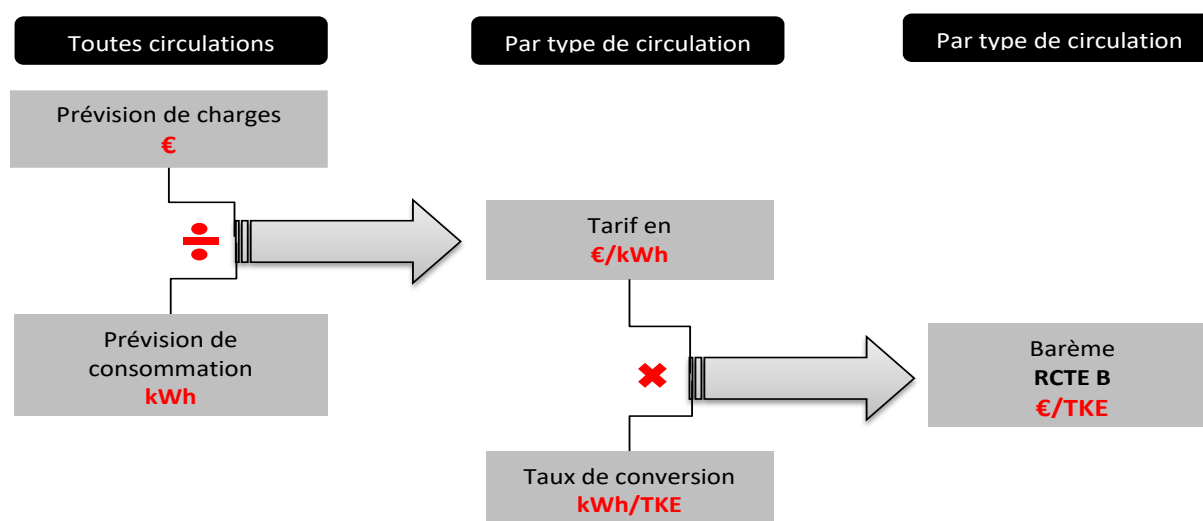 Toutes circulations
Par type de circulation
Par type de circulation
Prévision de charges
€
Tarif en
€/kWh
Prévision de
consommation
kWh
Barème
RCTE B
€/TKE
Taux de conversion
kWh/TKE